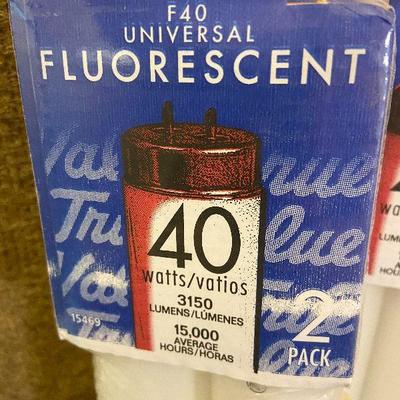 F40
UNIVERSAL
FLUORESCENT
40
watts/vatios
3150
LUMENS/LÚMENES
15,000
AVERAGE
HOURS/HORAS
15469
2
PACK